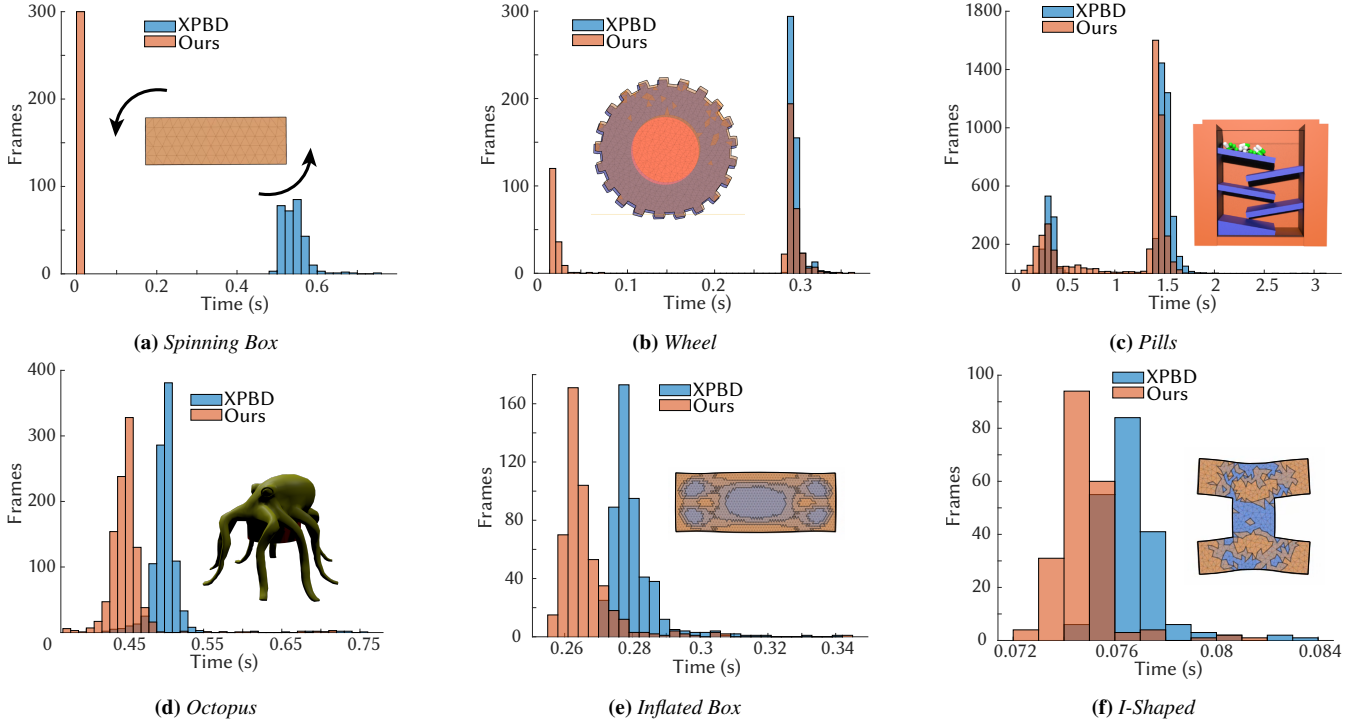 300
200
100
0
Frames
XPBD
Ours
0
0.2
0.4
0.6
Time (s)
(a) Spinning Box
300
200
100
0
Frames
XPBD
Ours
0
0.1
0.2
0.3
Time (s)
(b) Wheel
1800
1400
1000
600
200
Frames
XPBD
Ours
0
0.5
1
1.5
2
2.5
3
Time (s)
(c) Pills
400
300
200
100
0
Frames
XPBD
Ours
0
0.45
0.55
0.65
0.75
Time (s)
(d) Octopus
160
120
80
40
0
Frames
XPBD
Ours
0.26
0.28
0.3
0.32
0.34
Time (s)
(e) Inflated Box
100
80
60
40
20
0
Frames
XPBD
Ours
0.072
0.076
0.08
0.084
Time (s)
(f) I-Shaped